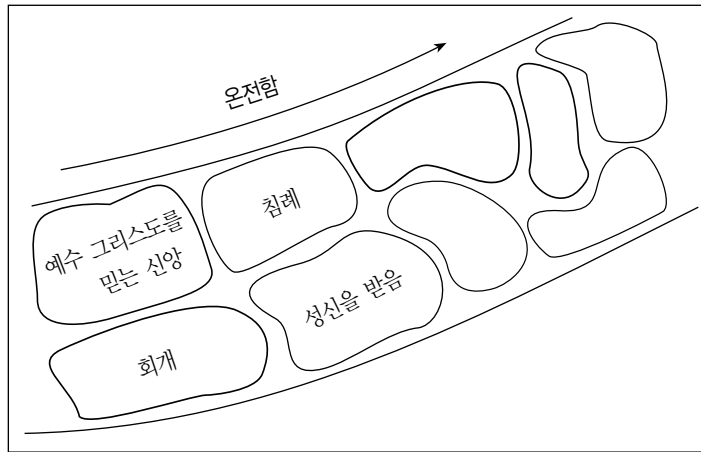 온전함
예수 그리스도를
믿는 신앙
침례
회개
성신을 받음